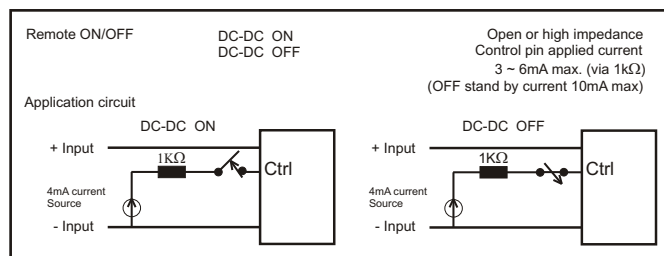 Remote ON/OFF DC-DC ON Open or high impedance
DC-DC OFF Control pin applied current
3 ~ 6mA max. (via 1kΩ)
(OFF stand by current 10mA max)
Application circuit
DC-DC ON
+ Input
1KΩ
Ctrl
4mA current
Source
- Input
DC-DC OFF
+ Input
1KΩ
Ctrl
4mA current
Source
- Input